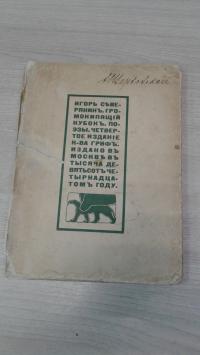 ИГОРЬ СѢВЕ-
РЯНИНЪ. ГРО-
МОКИПЯЩІЙ
КУБОКЪ. ПО-
ЭЗЫ. ЧЕТВЕР-
ТОЕ ИЗДАНІЕ
К-ВА ГРИФЪ.
ИЗДАНО ВЪ
МОСКВѢ ВЪ
ТЫСЯЧА ДЕ-
ВЯТЬСОТЪ ЧЕ-
ТЫРНАДЦА-
ТОМЪ ГОДУ.